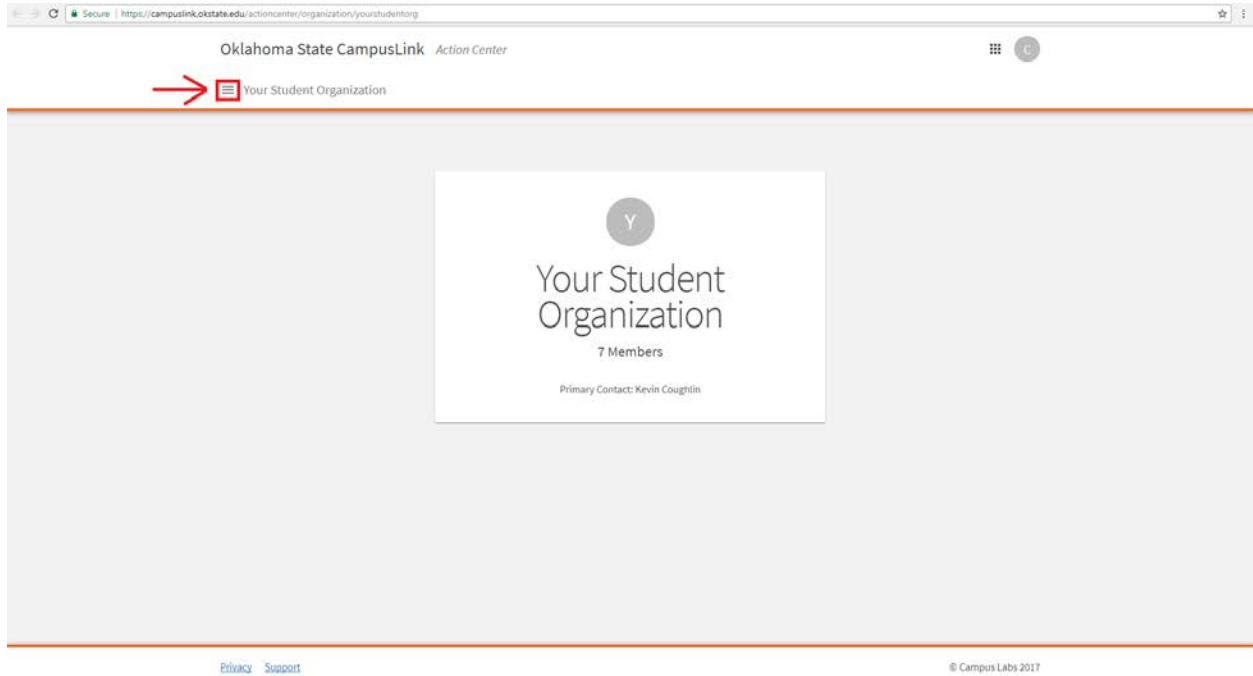 Secure | https://campuslink.okstate.edu/actioncenter/organization/yourstudentorg
Oklahoma State CampusLink Action Center
C
Your Student Organization
Y
Your Student
Organization
7 Members
Primary Contact: Kevin Coughlin
Privacy Support © Campus Labs 2017